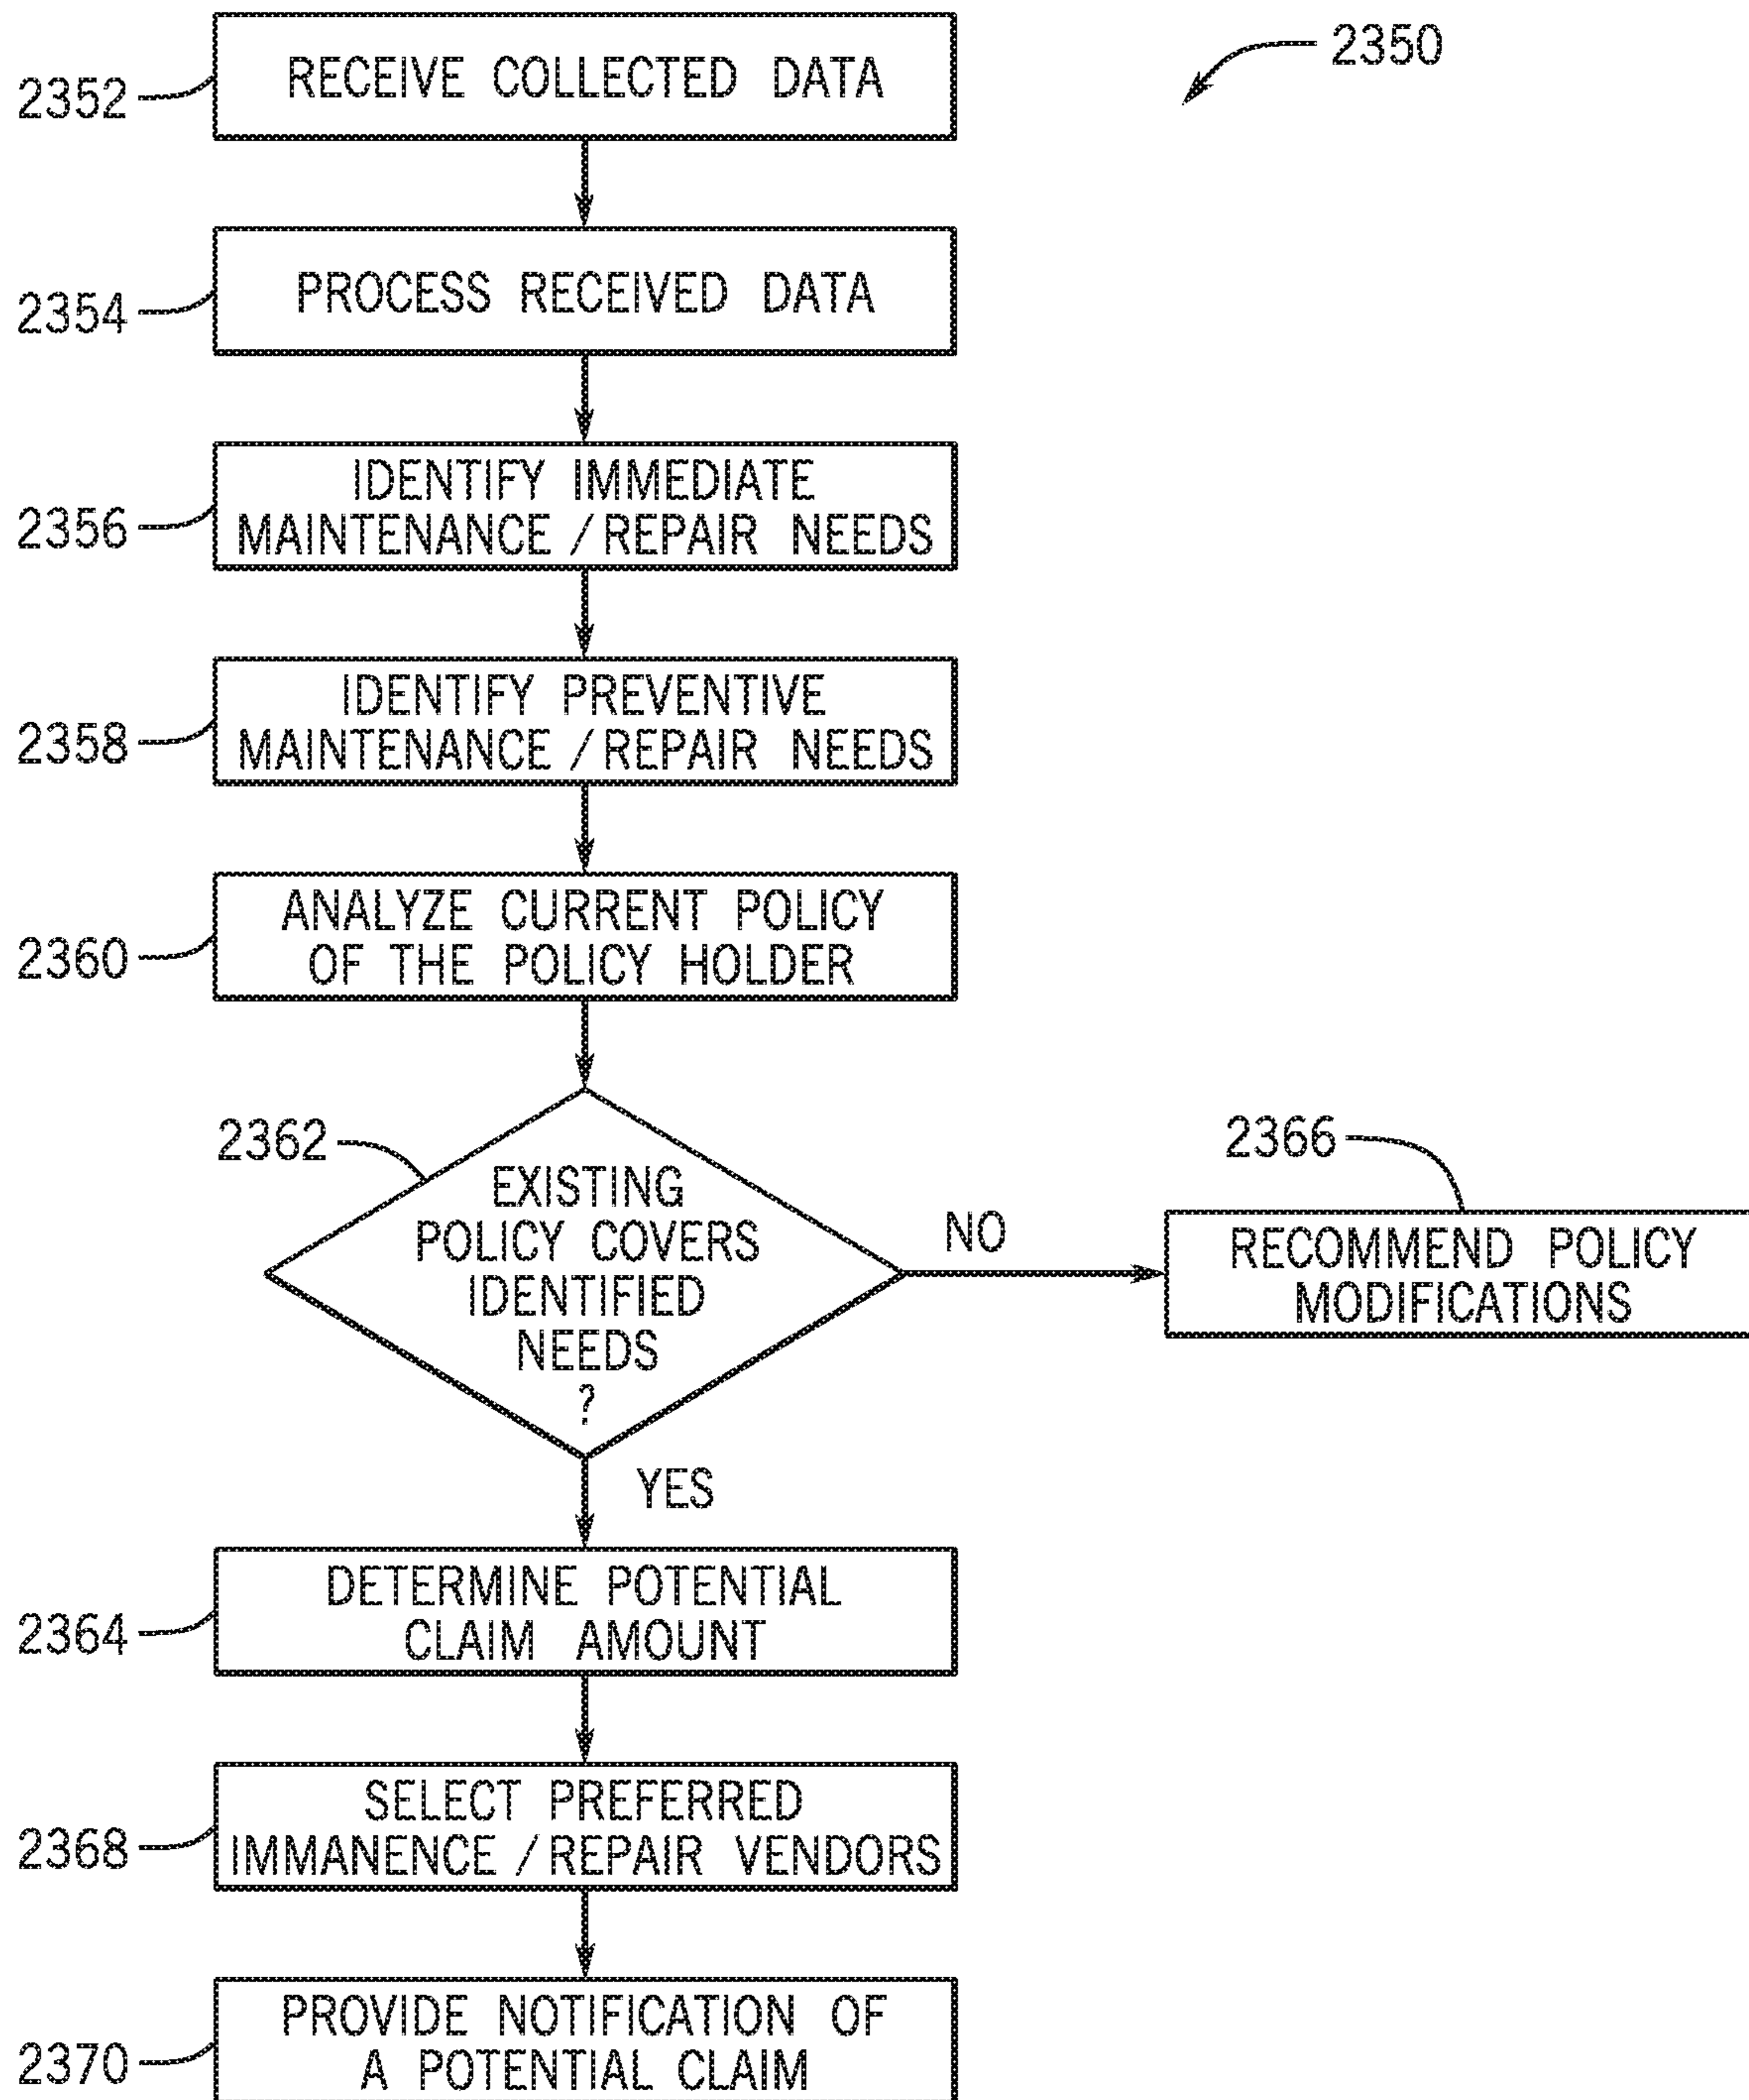 2350
2352
RECEIVE COLLECTED DATA
2354
PROCESS RECEIVED DATA
2356
IDENTIFY IMMEDIATE
MAINTENANCE / REPAIR NEEDS
2358
IDENTIFY PREVENTIVE
MAINTENANCE / REPAIR NEEDS
2360
ANALYZE CURRENT POLICY
OF THE POLICY HOLDER
2362
EXISTING
POLICY COVERS
IDENTIFIED
NEEDS
?
NO
2366
RECOMMEND POLICY
MODIFICATIONS
YES
2364
DETERMINE POTENTIAL
CLAIM AMOUNT
2368
SELECT PREFERRED
IMMANENCE / REPAIR VENDORS
2370
PROVIDE NOTIFICATION OF
A POTENTIAL CLAIM